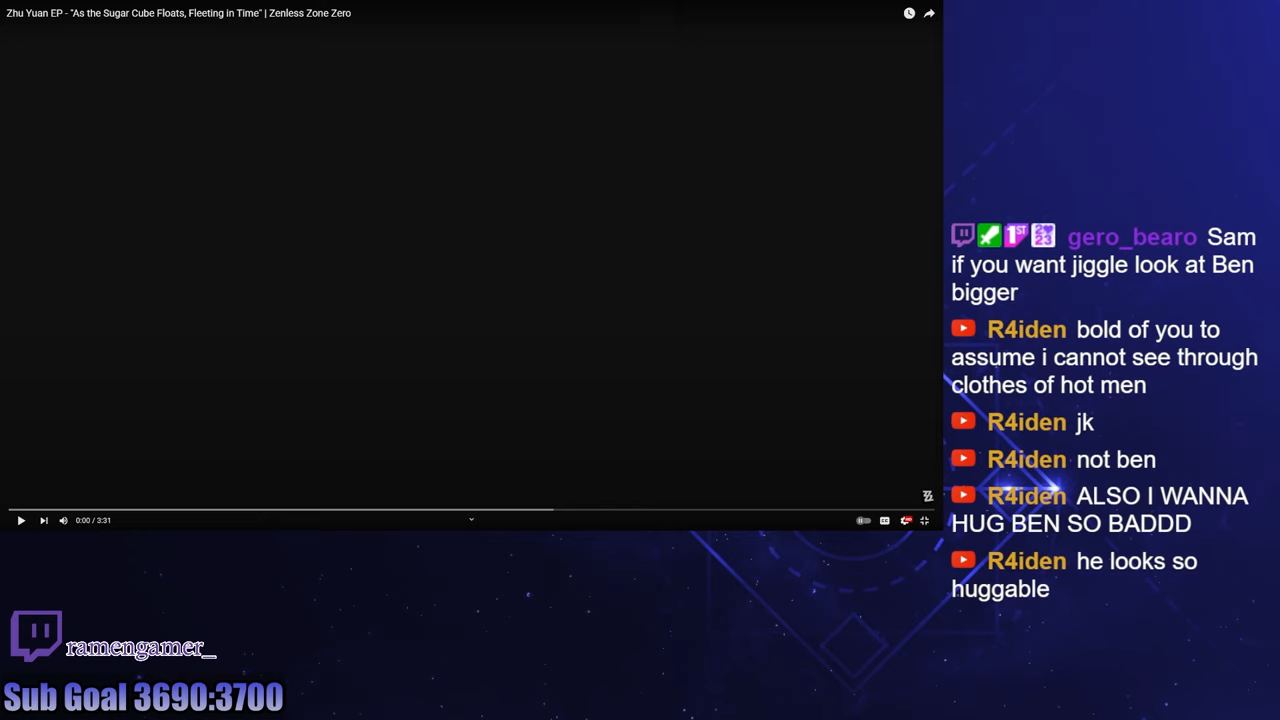 Zhu Yuan EP - "As the Sugar Cube Floats, Fleeting in Time" | Zenless Zone Zero
0:00 / 3:31
gero_bearo Sam
if you want jiggle look at Ben
bigger
R4iden bold of you to
assume i cannot see through
clothes of hot men
R4iden jk
R4iden not ben
R4iden ALSO I WANNA
HUG BEN SO BADDD
R4iden he looks so
huggable
ramengamer_
Sub Goal 3690:3700